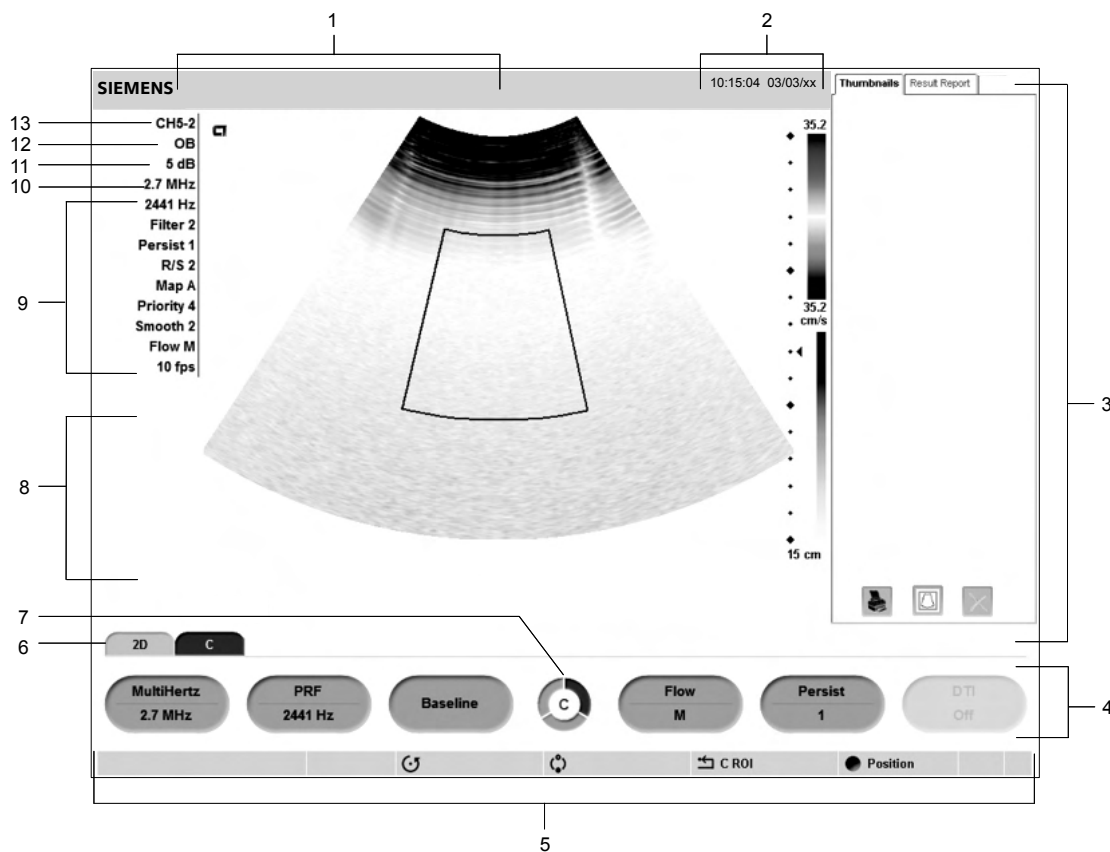 1
2
SIEMENS
10:15:04 03/03/xx
Thumbnails
Result Report
13
CH5-2
12
OB
11
5 dB
10
2.7 MHz
9
2441 Hz
Filter 2
Persist 1
R/S 2
Map A
Priority 4
Smooth 2
Flow M
10 fps
35.2
35.2
cm/s
3
8
15 cm
7
6
2D
C
MultiHertz
2.7 MHz
PRF
2441 Hz
Baseline
C
Flow
M
Persist
1
DTI
Off
4
C ROI
Position
5